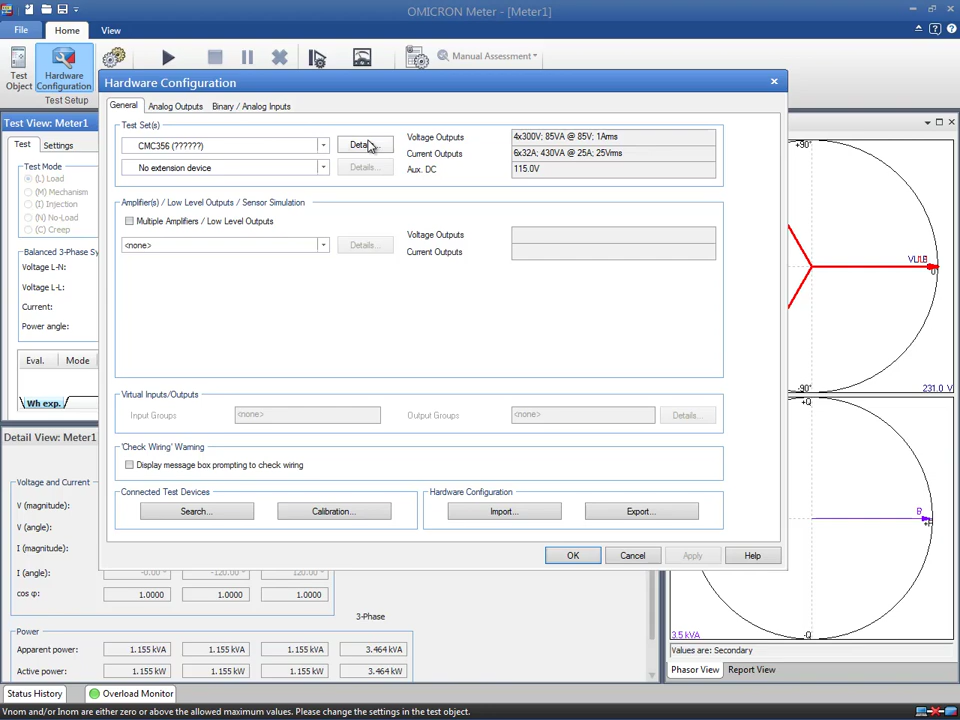 OMICRON Meter - [Meter1]
File
Home
View
Test Object
Hardware Configuration
Manual Assessment
Test Setup
Hardware Configuration
General
Analog Outputs
Binary / Analog Inputs
Test Set(s)
CMC356 (??????)
Details...
Voltage Outputs
4x300V; 85VA @ 85V; 1Arms
Current Outputs
6x32A; 430VA @ 25A; 25Vrms
No extension device
Details...
Aux. DC
115.0V
Amplifier(s) / Low Level Outputs / Sensor Simulation
Multiple Amplifiers / Low Level Outputs
<none>
Details...
Voltage Outputs
Current Outputs
Virtual Inputs/Outputs
Input Groups
<none>
Output Groups
<none>
Details...
'Check Wiring' Warning
Display message box prompting to check wiring
Connected Test Devices
Search...
Calibration...
Hardware Configuration
Import...
Export...
OK
Cancel
Apply
Help
Test View: Meter1
Test
Settings
Test Mode
(L) Load
(M) Mechanism
(I) Injection
(N) No-Load
(C) Creep
Balanced 3-Phase Sy
Voltage L-N:
Voltage L-L:
Current:
Power angle:
Eval.
Mode
Wh exp.
Detail View: Meter1
Voltage and Current
V (magnitude):
V (angle):
I (magnitude):
I (angle):
-0.00 °
-120.00 °
120.00 °
cos φ:
1.0000
1.0000
1.0000
3-Phase
Power
Apparent power:
1.155 kVA
1.155 kVA
1.155 kVA
3.464 kVA
Active power:
1.155 kW
1.155 kW
1.155 kW
3.464 kW
+90°
0°
-90°
231.0 V
+Q
-Q
3.5 kVA
Values are: Secondary
Phasor View
Report View
Status History
Overload Monitor
Vnom and/or Inom are either zero or above the allowed maximum values. Please change the settings in the test object.